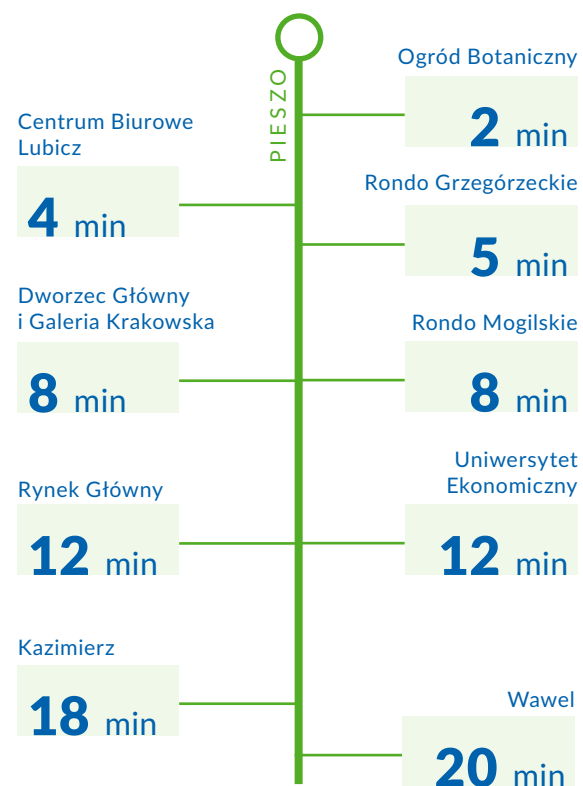 PIESZO
Ogród Botaniczny
2 min
Centrum Biurowe
Lubicz
4 min
Rondo Grzegórzeckie
5 min
Dworzec Główny
i Galeria Krakowska
8 min
Rondo Mogilskie
8 min
Rynek Główny
12 min
Uniwersytet
Ekonomiczny
12 min
Kazimierz
18 min
Wawel
20 min